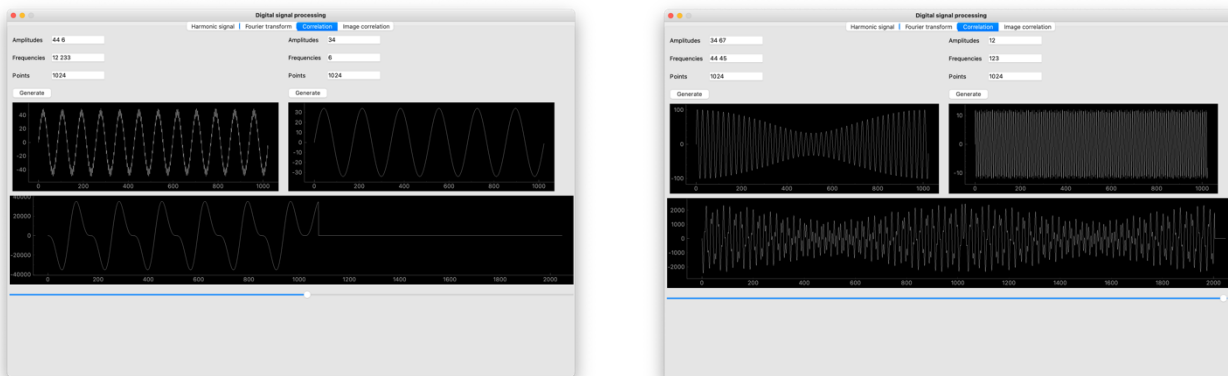 Digital signal processing
Harmonic signal Fourier transform Correlation Image correlation
Amplitudes 44 6 Amplitudes 34
Frequencies 12 233 Frequencies 6
Points 1024 Points 1024
Generate Generate
40
20
0
-20
-40
0 200 400 600 800 1000
30
20
10
0
-10
-20
-30
0 200 400 600 800 1000
40000
20000
0
-20000
-40000
0 200 400 600 800 1000 1200 1400 1600 1800 2000
Digital signal processing
Harmonic signal Fourier transform Correlation Image correlation
Amplitudes 34 67 Amplitudes 12
Frequencies 44 45 Frequencies 123
Points 1024 Points 1024
Generate Generate
100
50
0
-50
-100
0 200 400 600 800 1000
10
0
-10
0 200 400 600 800 1000
2000
1000
0
-1000
-2000
0 200 400 600 800 1000 1200 1400 1600 1800 2000